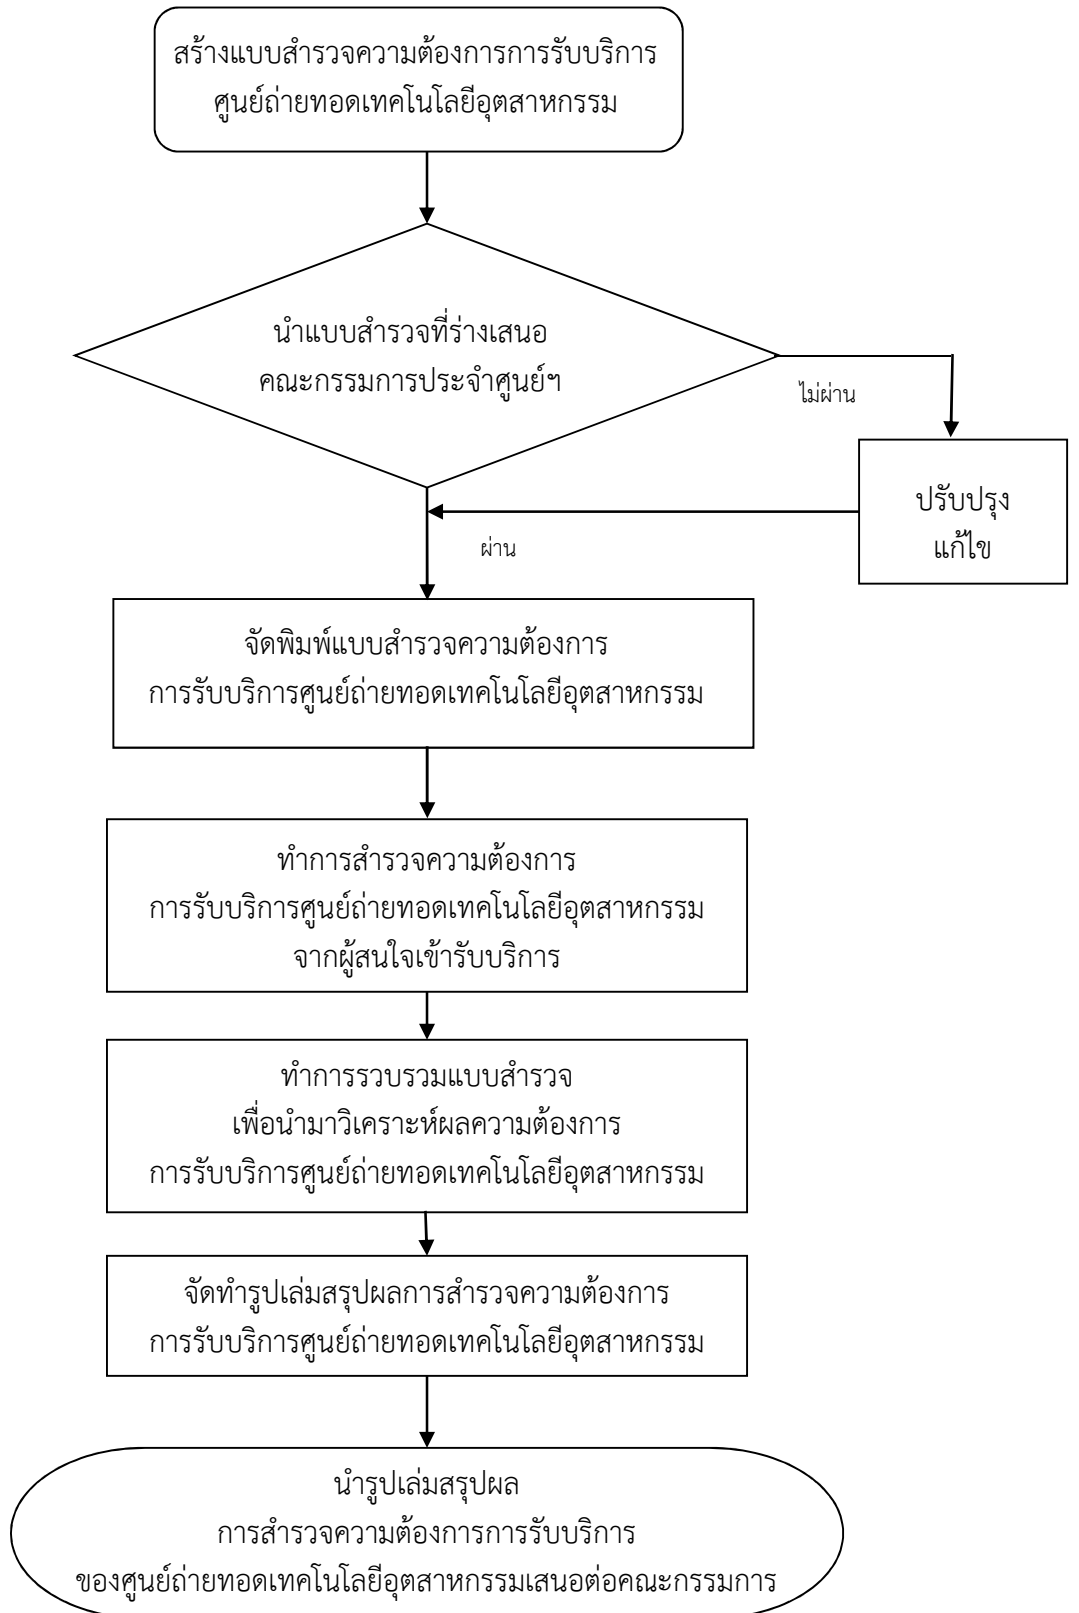 สร้างแบบสำรวจความต้องการการรับบริการ
ศูนย์ถ่ายทอดเทคโนโลยีอุตสาหกรรม
นำแบบสำรวจที่ร่างเสนอ
คณะกรรมการประจำศูนย์ฯ
ไม่ผ่าน
ปรับปรุง
แก้ไข
ผ่าน
จัดพิมพ์แบบสำรวจความต้องการ
การรับบริการศูนย์ถ่ายทอดเทคโนโลยีอุตสาหกรรม
ทำการสำรวจความต้องการ
การรับบริการศูนย์ถ่ายทอดเทคโนโลยีอุตสาหกรรม
จากผู้สนใจเข้ารับบริการ
ทำการรวบรวมแบบสำรวจ
เพื่อนำมาวิเคราะห์ผลความต้องการ
การรับบริการศูนย์ถ่ายทอดเทคโนโลยีอุตสาหกรรม
จัดทำรูปเล่มสรุปผลการสำรวจความต้องการ
การรับบริการศูนย์ถ่ายทอดเทคโนโลยีอุตสาหกรรม
นำรูปเล่มสรุปผล
การสำรวจความต้องการการรับบริการ
ของศูนย์ถ่ายทอดเทคโนโลยีอุตสาหกรรมเสนอต่อคณะกรรมการ